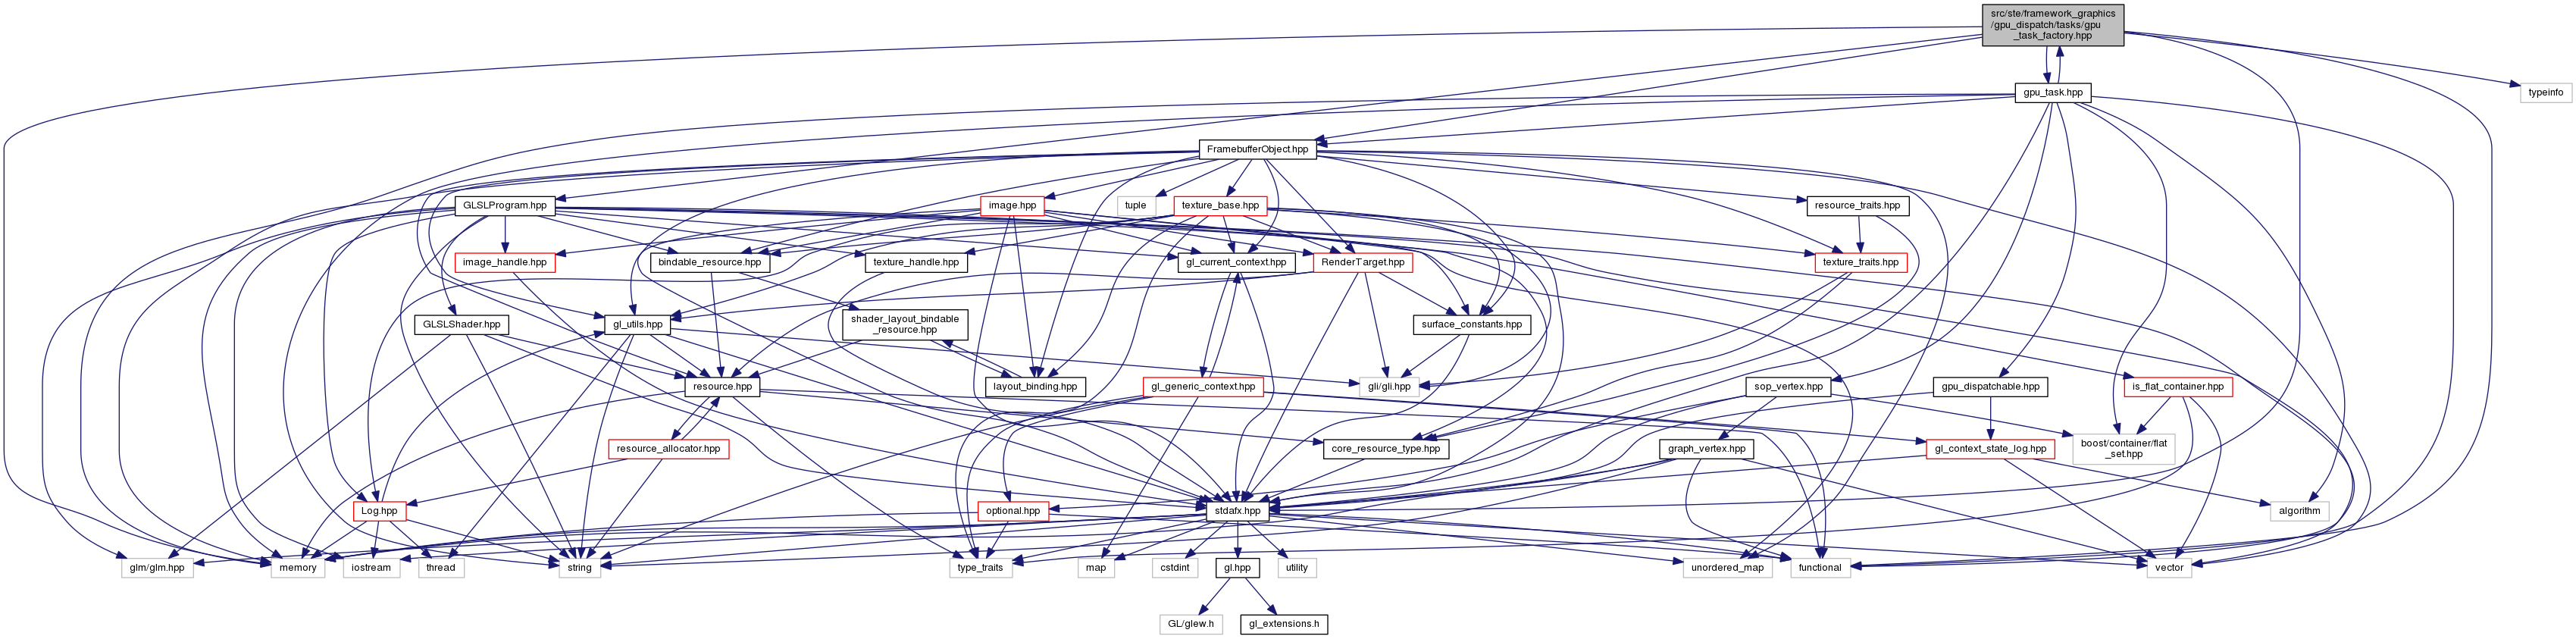 src/ste/framework_graphics
/gpu_dispatch/tasks/gpu
_task_factory.hpp
gpu_task.hpp
typeinfo
FramebufferObject.hpp
GLSLProgram.hpp
image.hpp
tuple
texture_base.hpp
resource_traits.hpp
image_handle.hpp
bindable_resource.hpp
texture_handle.hpp
gl_current_context.hpp
RenderTarget.hpp
texture_traits.hpp
GLSLShader.hpp
gl_utils.hpp
shader_layout_bindable
_resource.hpp
surface_constants.hpp
resource.hpp
layout_binding.hpp
gl_generic_context.hpp
gli/gli.hpp
sop_vertex.hpp
gpu_dispatchable.hpp
is_flat_container.hpp
resource_allocator.hpp
core_resource_type.hpp
graph_vertex.hpp
gl_context_state_log.hpp
boost/container/flat
_set.hpp
Log.hpp
optional.hpp
stdafx.hpp
algorithm
glm/glm.hpp
memory
iostream
thread
string
type_traits
map
cstdint
gl.hpp
utility
unordered_map
functional
vector
GL/glew.h
gl_extensions.h